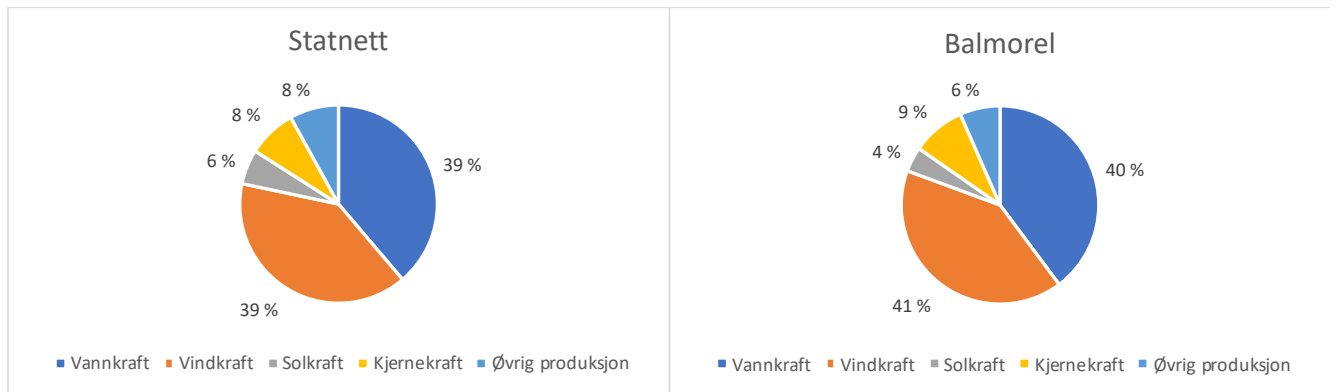 Statnett
8 %
8 %
6 %
39 %
39 %
Vannkraft Vindkraft Solkraft Kjernekraft Øvrig produksjon
Balmorel
6 %
9 %
4 %
40 %
41 %
Vannkraft Vindkraft Solkraft Kjernekraft Øvrig produksjon